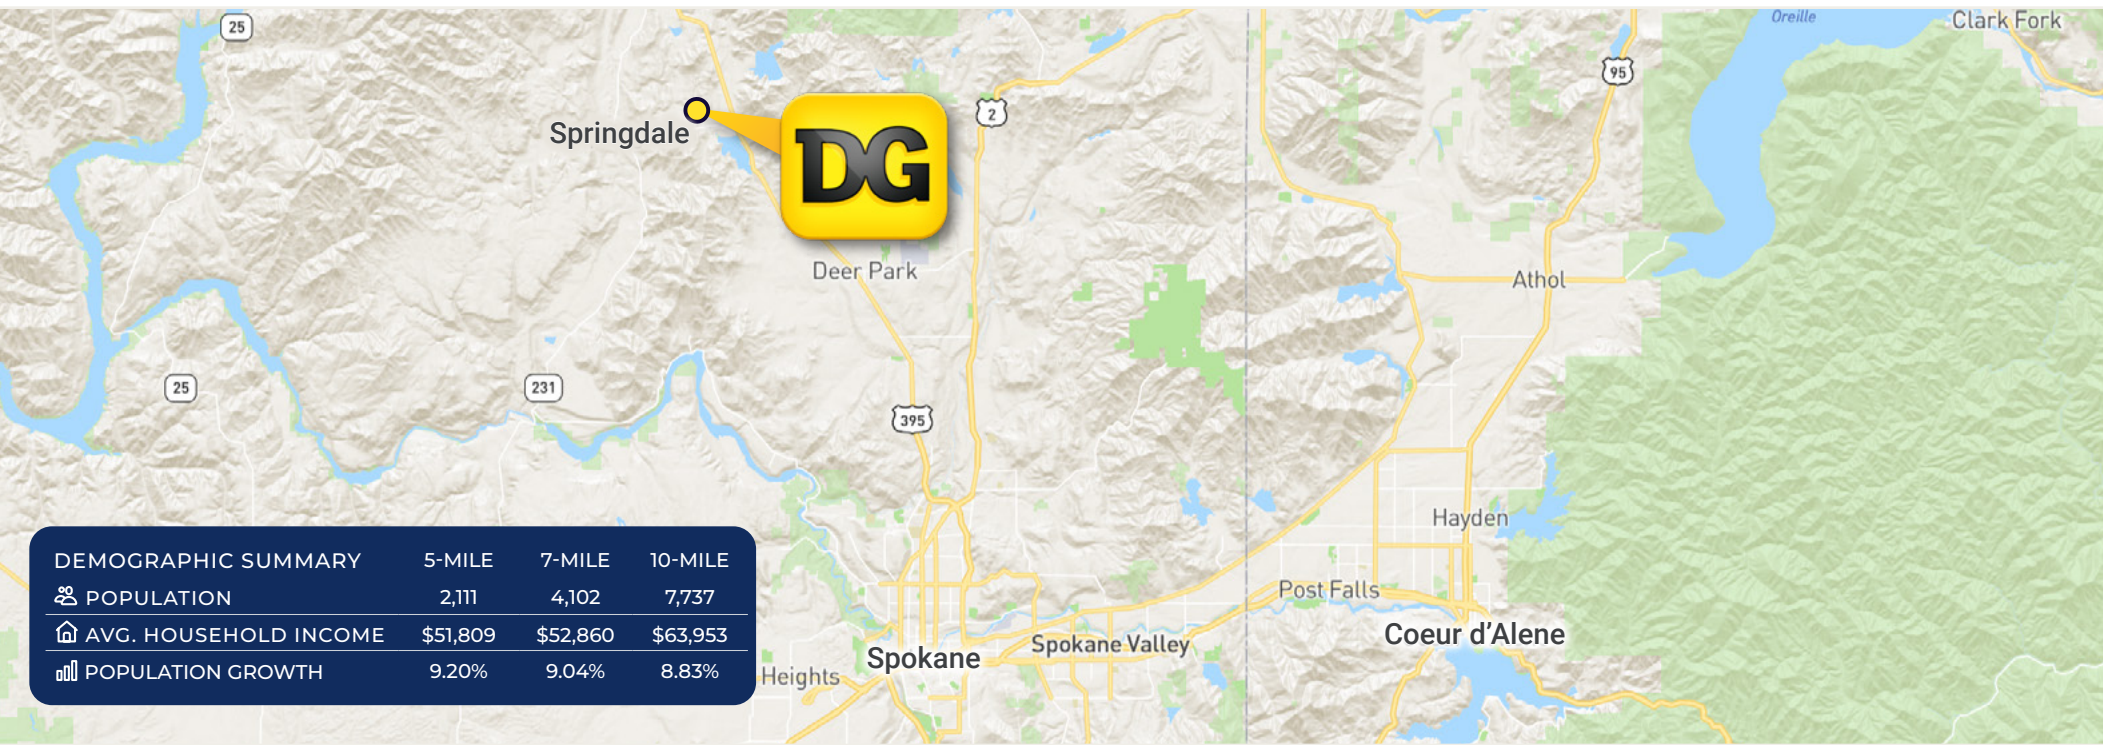 25
Oreille
Clark Fork
95
2
Springdale
DG
Deer Park
Athol
25
231
395
Hayden
DEMOGRAPHIC SUMMARY 5-MILE 7-MILE 10-MILE
POPULATION 2,111 4,102 7,737
AVG. HOUSEHOLD INCOME $51,809 $52,860 $63,953
POPULATION GROWTH 9.20% 9.04% 8.83%
Post Falls
Coeur d'Alene
Spokane Valley
Spokane
Heights